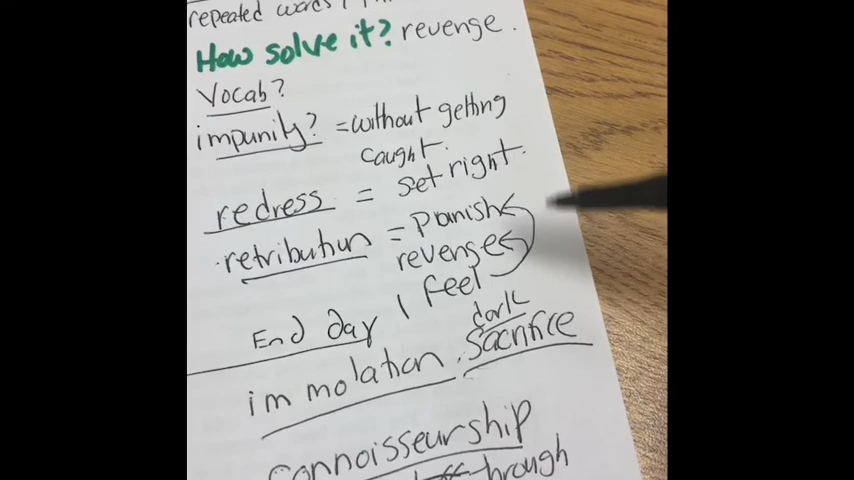 repeated words
How solve it? revenge.
Vocab?
impunity? = without getting
caught.
redress = set right.
retribution = punish
revenge
feel
End Day 1
dark
immolation. sacrifice
connoisseurship
through